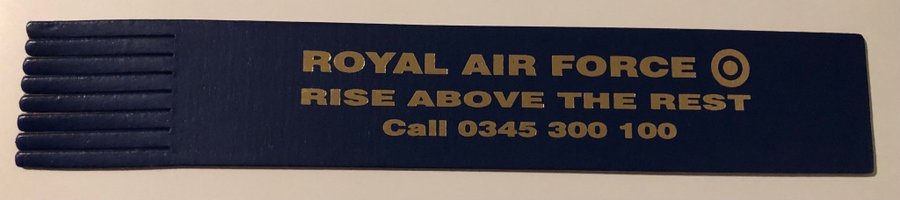 ROYAL AIR FORCE
RISE ABOVE THE REST
Call 0345 300 100